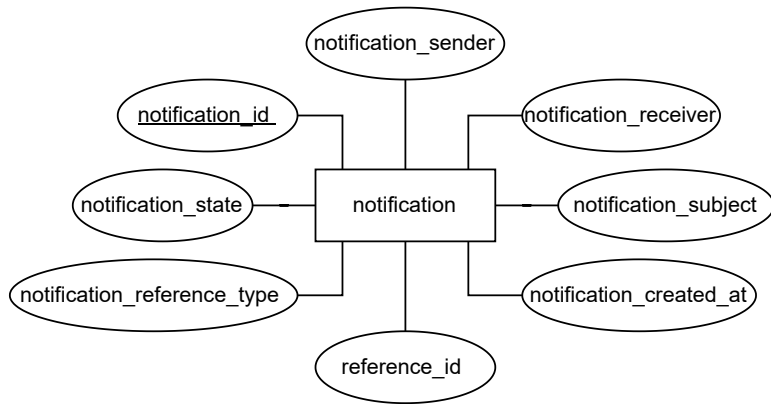 notification_sender
notification_id
notification_receiver
notification_state
notification
notification_subject
notification_reference_type
notification_created_at
reference_id